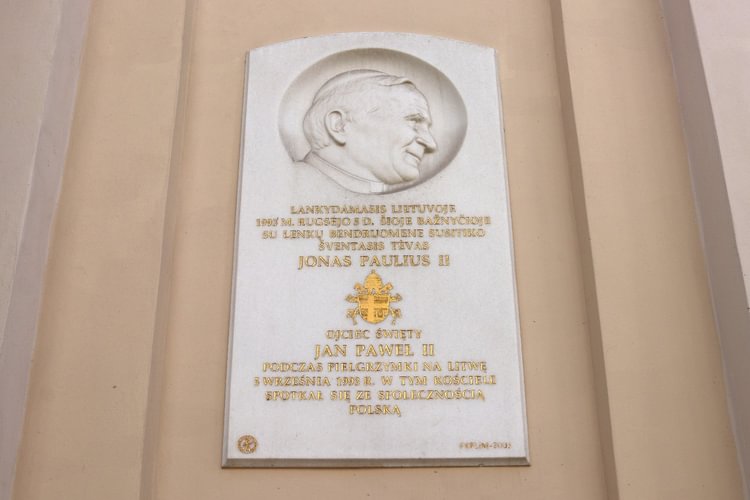 LANKYDAMASIS LIETUVOJE
1993 M. RUGSĖJO 5 D. ŠIOJE BAŽNYČIOJE
SU LENKŲ BENDRUOMENE SUSITIKO
ŠVENTASIS TĖVAS
JONAS PAULIUS II
OJCIEC ŚWIĘTY
JAN PAWEŁ II
PODCZAS PIELGRZYMKI NA LITWĘ
5 WRZEŚNIA 1993 R. W TYM KOŚCIELE
SPOTKAŁ SIĘ ZE SPOŁECZNOŚCIĄ
POLSKĄ